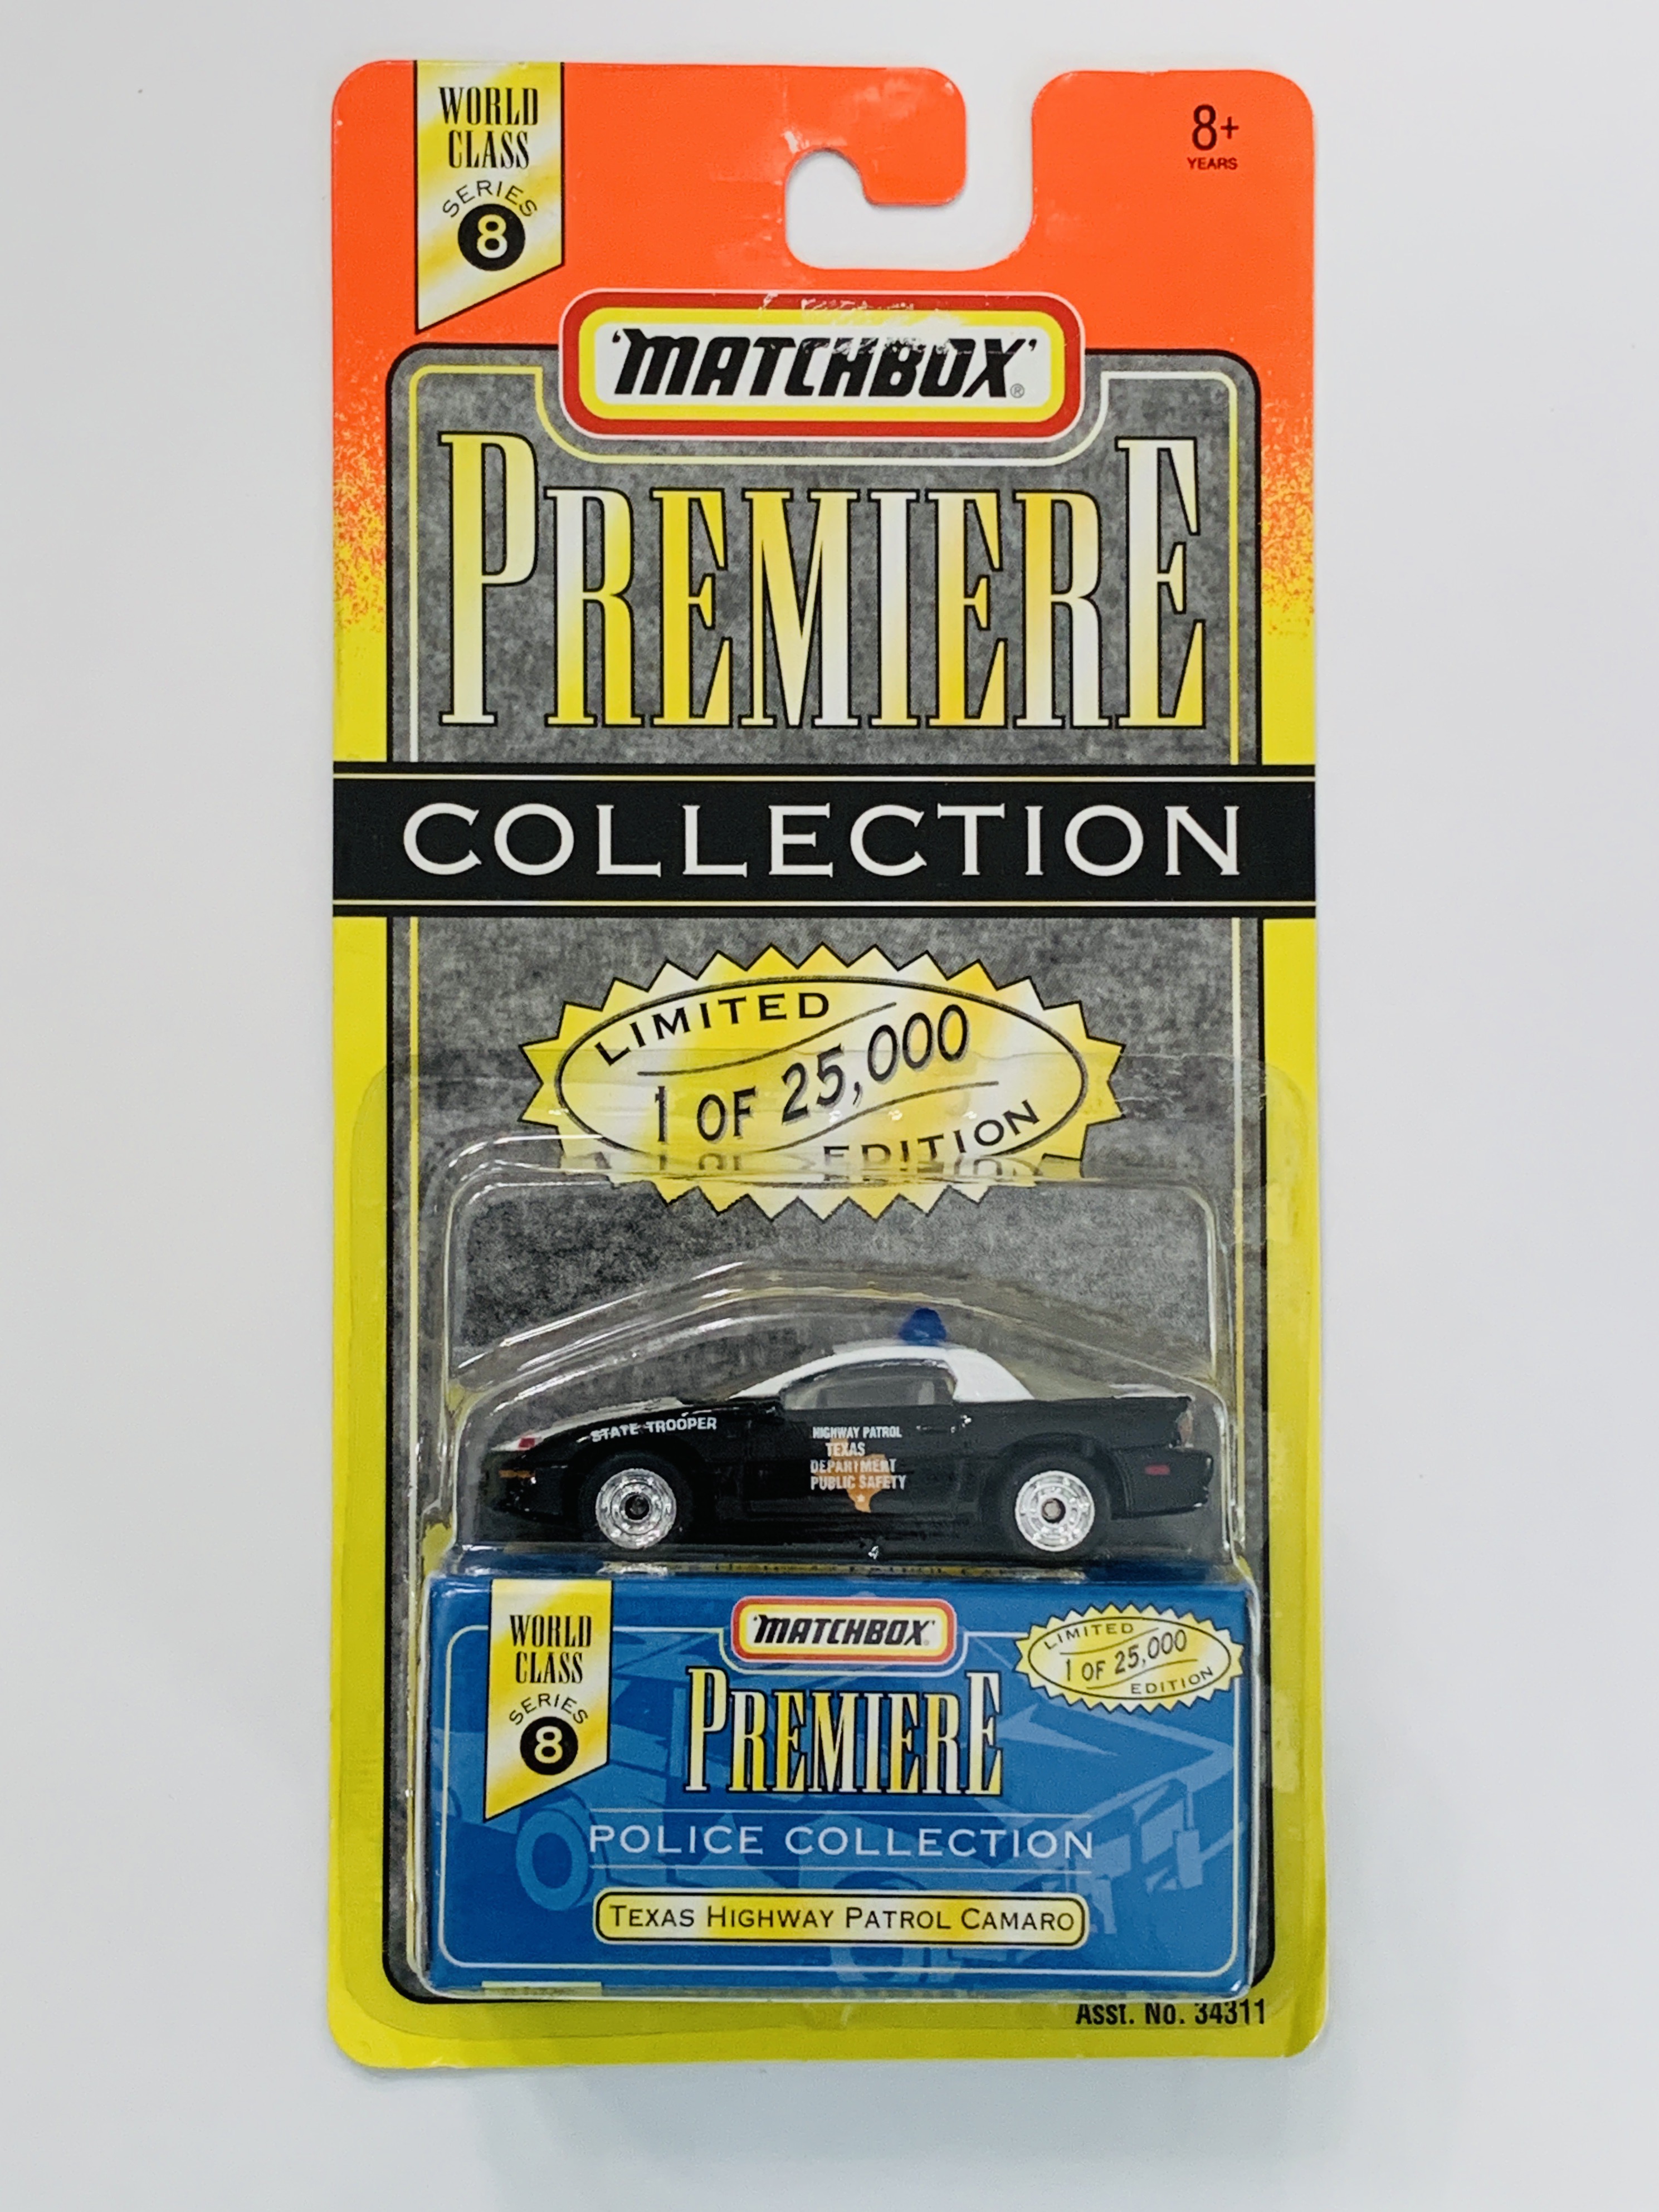 WORLD
CLASS
SERIES
8
8+
YEARS
'MATCHBOX'®
PREMIERE
COLLECTION
LIMITED
1 OF 25,000
EDITION
STATE TROOPER
HIGHWAY PATROL
TEXAS
DEPARTMENT
PUBLIC SAFETY
WORLD
CLASS
SERIES
8
'MATCHBOX'
PREMIERE
LIMITED
1 OF 25,000
EDITION
POLICE COLLECTION
TEXAS HIGHWAY PATROL CAMARO
Asst. No. 34311